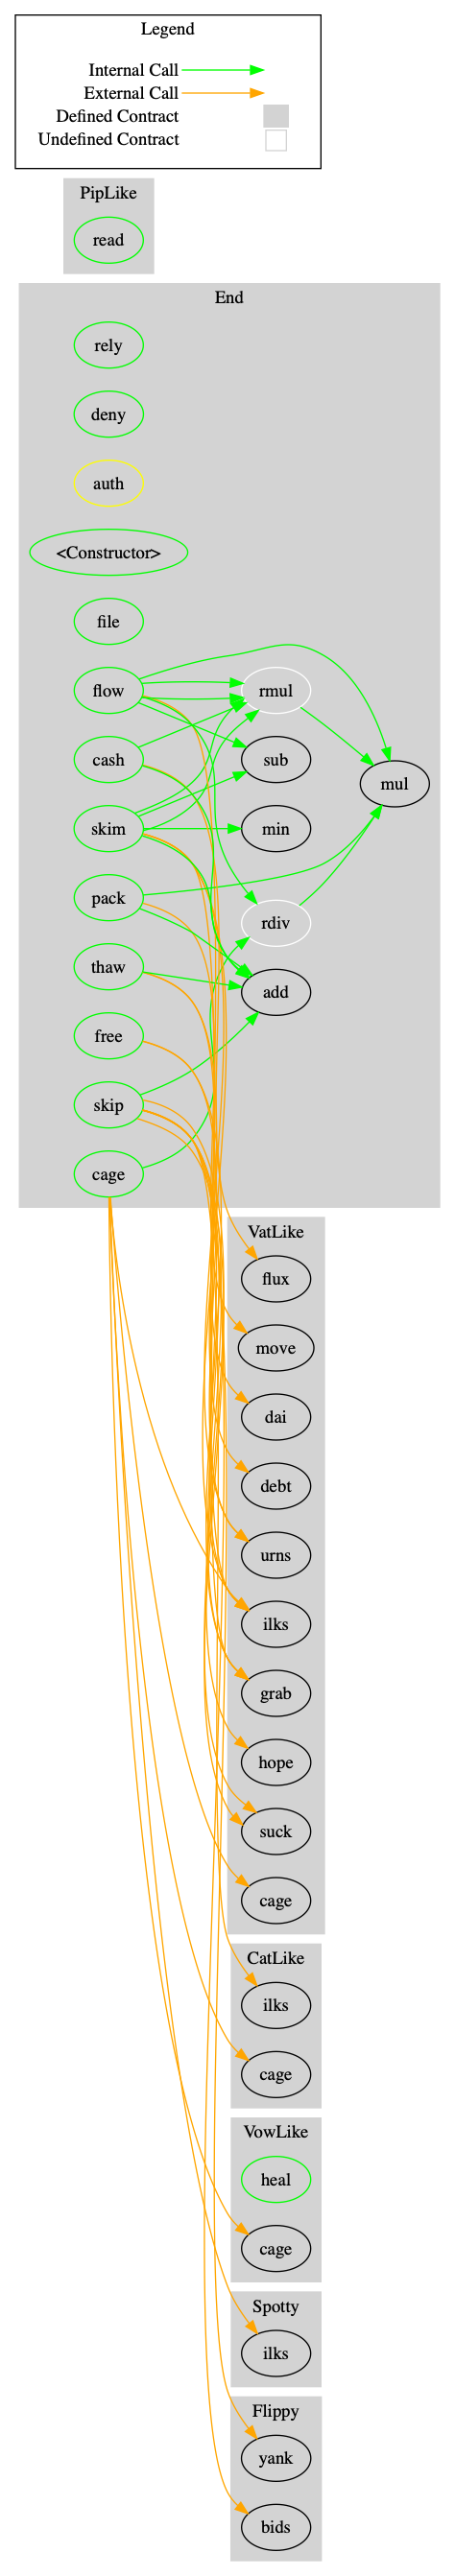 Legend
Internal Call
External Call
Defined Contract
Undefined Contract
PipLike
read
End
rely
deny
auth
<Constructor>
file
flow
rmul
cash
sub
mul
skim
min
pack
rdiv
thaw
add
free
skip
cage
VatLike
flux
move
dai
debt
urns
ilks
grab
hope
suck
cage
CatLike
ilks
cage
VowLike
heal
cage
Spotty
ilks
Flippy
yank
bids